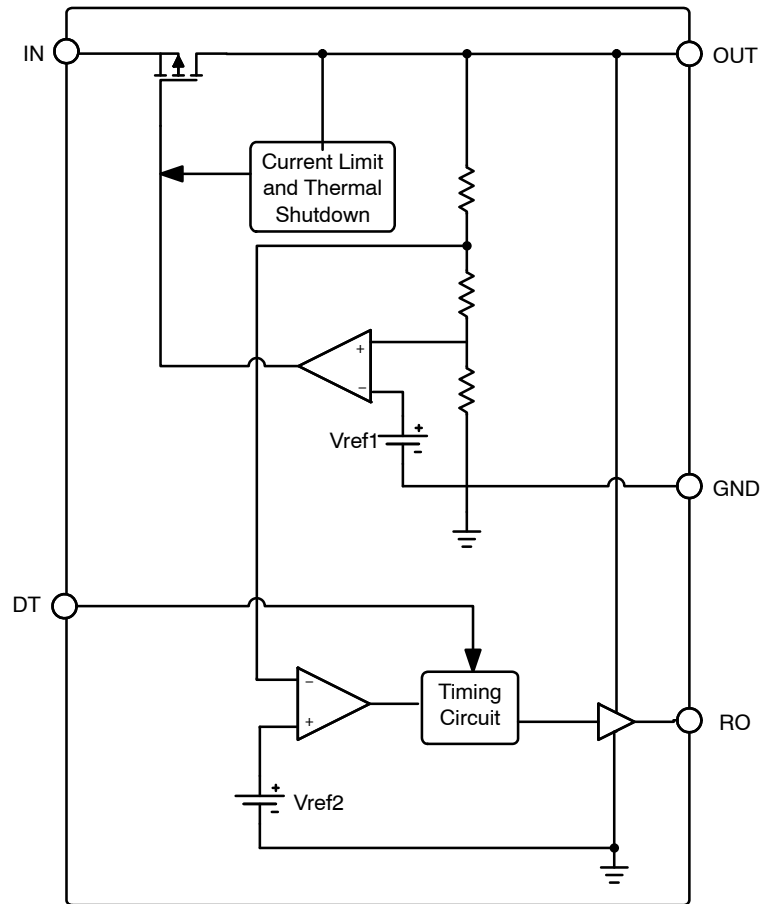 IN
OUT
Current Limit
and Thermal
Shutdown
+
−
Vref1
+
-
GND
DT
−
+
Timing
Circuit
RO
+
-
Vref2